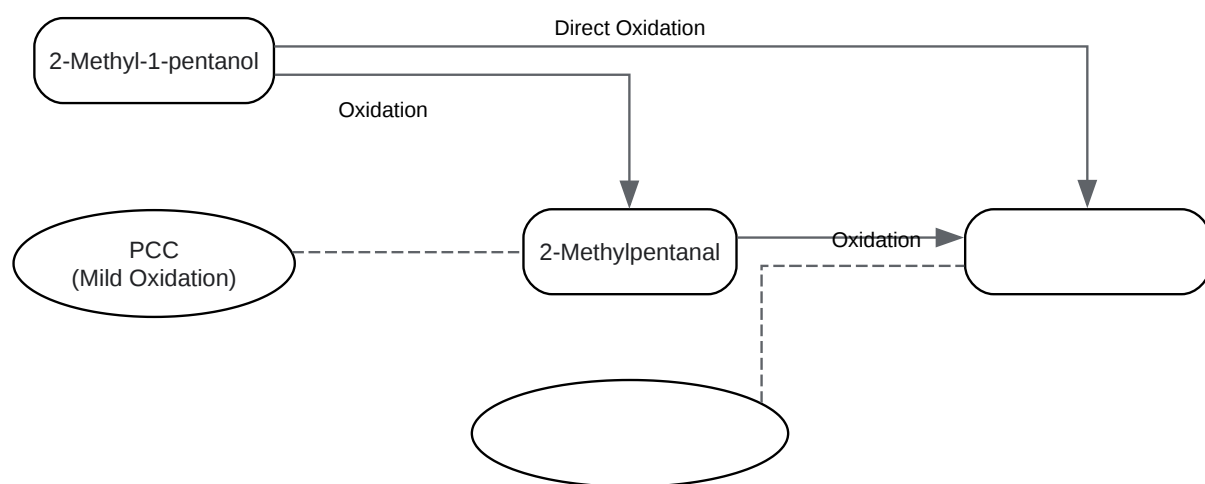 Direct Oxidation
2-Methyl-1-pentanol
Oxidation
PCC
(Mild Oxidation)
2-Methylpentanal
Oxidation